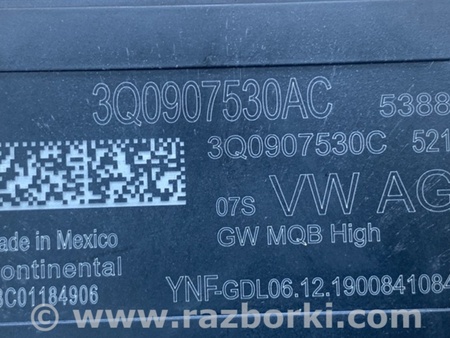 3Q0907530AC 5388
3Q0907530C 521
07S VW AG
GW MQB High
ade in Mexico
ontinental
3C01184906
YNF-GDL06.12.1900841084
www.razborki.com